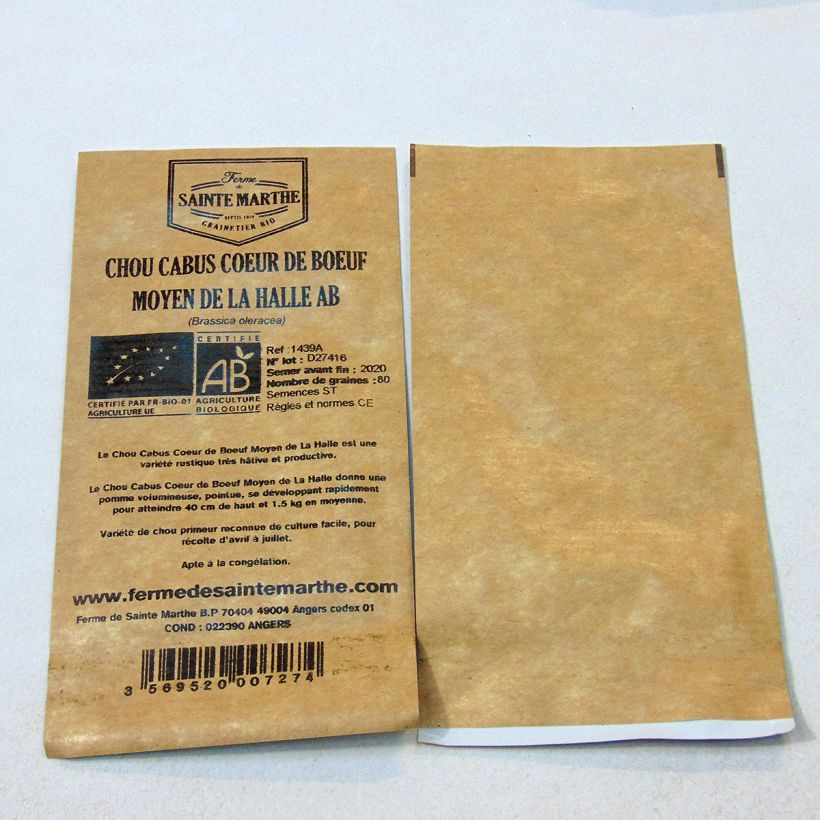 Ferme
de
SAINTE MARTHE
DEPUIS 1974
GRAINETIER BIO
CHOU CABUS COEUR DE BOEUF
MOYEN DE LA HALLE AB
(Brassica oleracea)
CERTIFIÉ
AB
AGRICULTURE
BIOLOGIQUE
CERTIFIÉ PAR FR-BIO-01
AGRICULTURE UE
Ref :1439A
N° lot : D27416
Semer avant fin : 2020
Nombre de graines :80
Semences ST
Règles et normes CE
Le Chou Cabus Coeur de Boeuf Moyen de La Halle est une
variété rustique très hâtive et productive.
Le Chou Cabus Coeur de Boeuf Moyen de La Halle donne une
pomme volumineuse, pointue, se développant rapidement
pour atteindre 40 cm de haut et 1.5 kg en moyenne.
Variété de chou primeur reconnue de culture facile, pour
récolte d'avril à juillet.
Apte à la congélation.
www.fermedesaintemarthe.com
Ferme de Sainte Marthe B.P 70404 49004 Angers cedex 01
COND : 022390 ANGERS
3 569520 007274